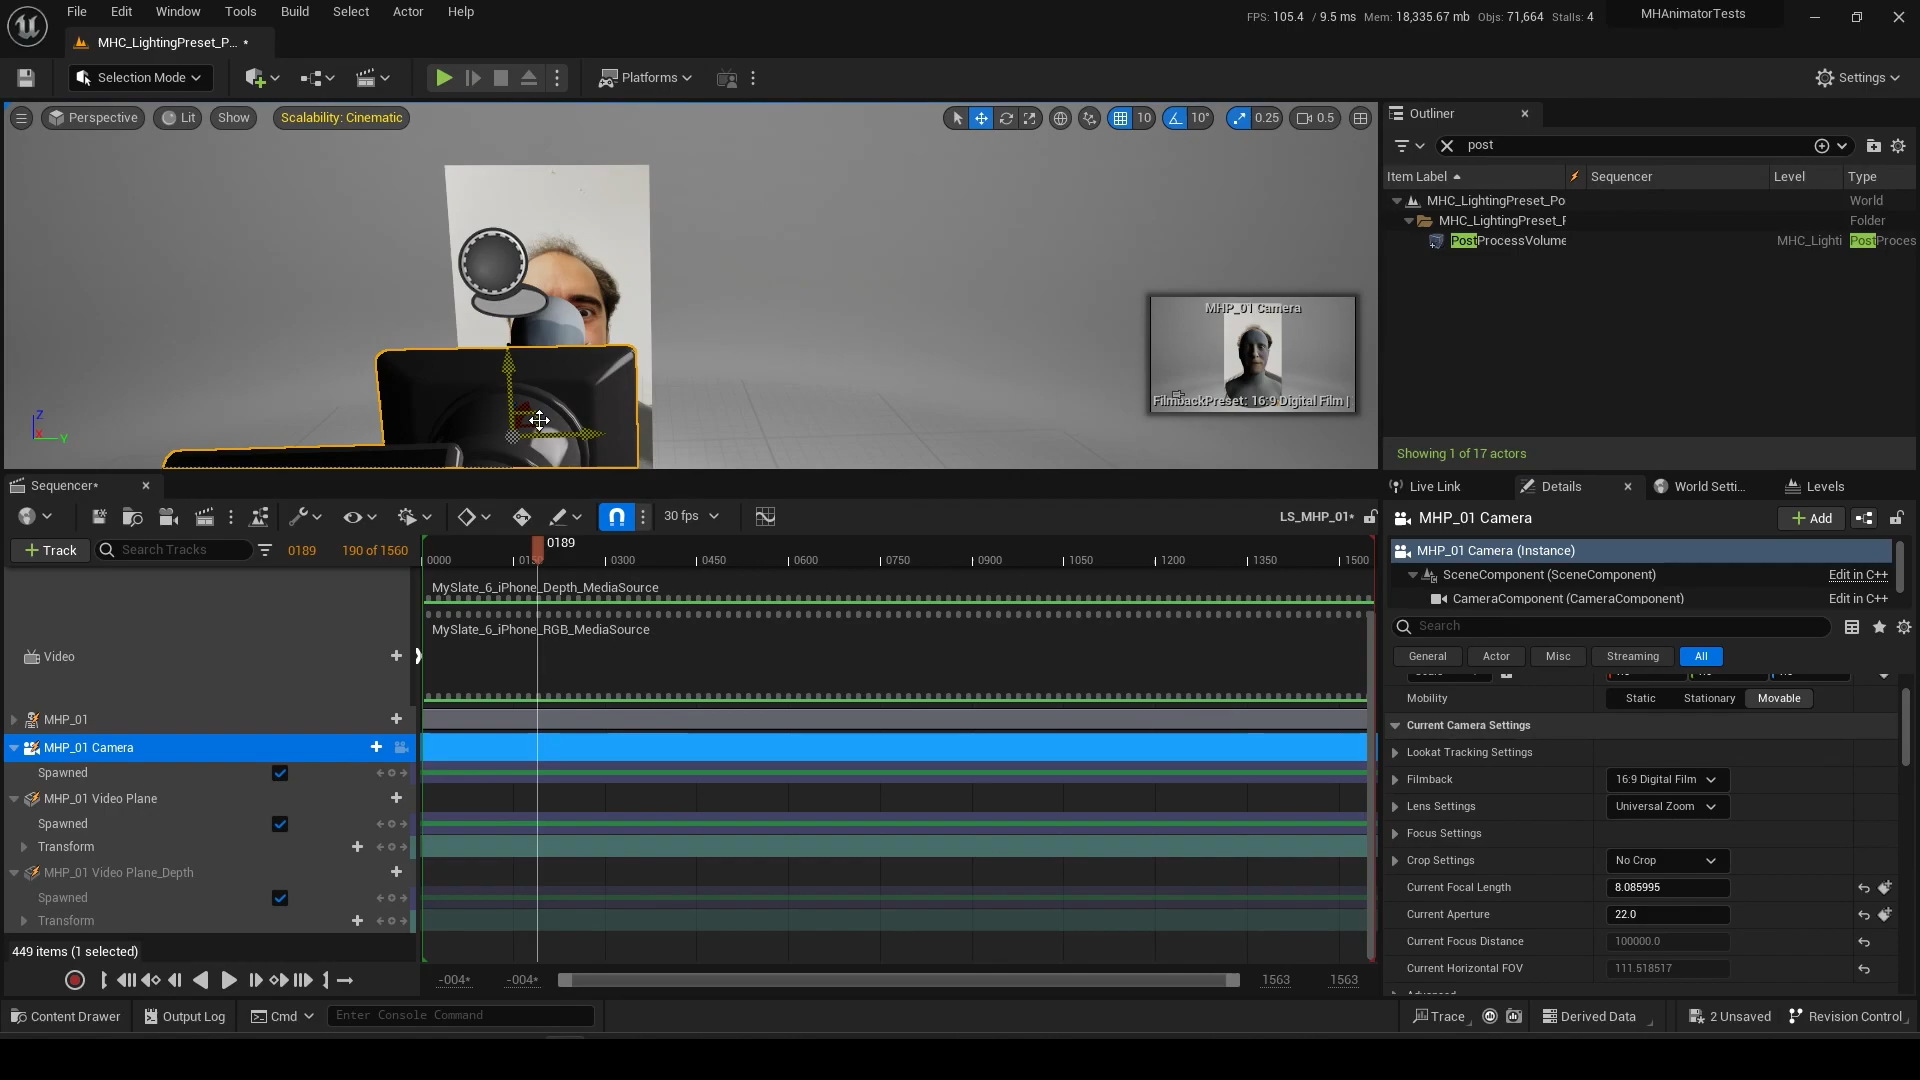 File Edit Window Tools Build Select Actor Help
FPS: 105.4 / 9.5 ms Mem: 18,335.67 mb Objs: 71,664 Stalls: 4
MHAnimatorTests
MHC_LightingPreset_P... *
Selection Mode
Platforms
Settings
Perspective Lit Show Scalability: Cinematic
10 10° 0.25 0.5
MHP_01 Camera
FilmbackPreset: 16:9 Digital Film |
Z
X
Y
Outliner
post
Item Label Sequencer Level Type
MHC_LightingPreset_Po World
MHC_LightingPreset_F Folder
PostProcessVolume MHC_Lighti PostProces
Showing 1 of 17 actors
Sequencer*
30 fps
LS_MHP_01*
Track
Search Tracks
0189 190 of 1560
0189
0000 0150 0300 0450 0600 0750 0900 1050 1200 1350 1500
MySlate_6_iPhone_Depth_MediaSource
MySlate_6_iPhone_RGB_MediaSource
Video
MHP_01
MHP_01 Camera
Spawned
MHP_01 Video Plane
Spawned
Transform
MHP_01 Video Plane_Depth
Spawned
Transform
449 items (1 selected)
-004* -004* 1563 1563
Live Link Details World Setti... Levels
MHP_01 Camera
Add
MHP_01 Camera (Instance)
SceneComponent (SceneComponent) Edit in C++
CameraComponent (CameraComponent) Edit in C++
Search
General Actor Misc Streaming All
Mobility Static Stationary Movable
Current Camera Settings
Lookat Tracking Settings
Filmback 16:9 Digital Film
Lens Settings Universal Zoom
Focus Settings
Crop Settings No Crop
Current Focal Length 8.085995
Current Aperture 22.0
Current Focus Distance 100000.0
Current Horizontal FOV 111.518517
Content Drawer Output Log Cmd Enter Console Command
Trace Derived Data 2 Unsaved Revision Control